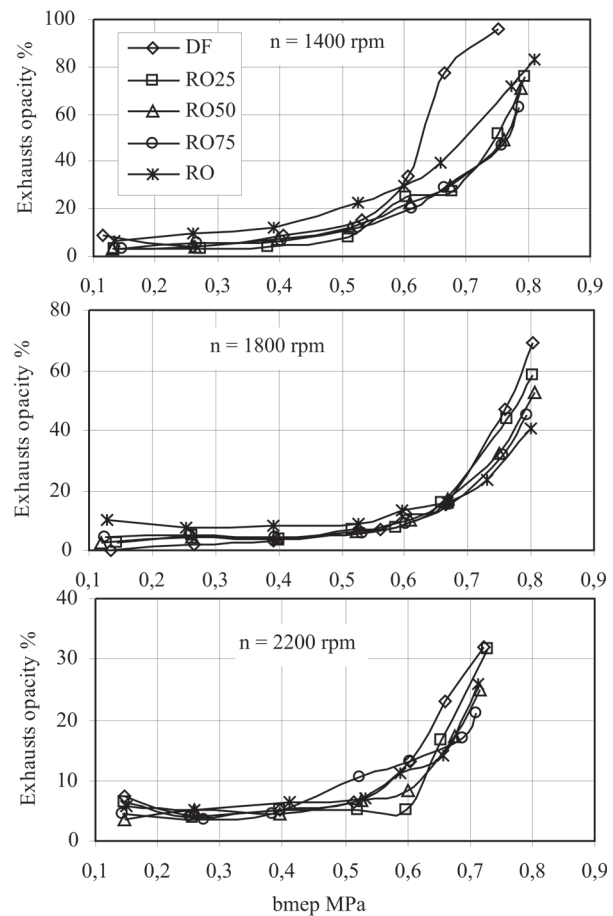 Exhausts opacity %
100
80
60
40
20
0
n = 1400 rpm
DF
RO25
RO50
RO75
RO
0,1 0,2 0,3 0,4 0,5 0,6 0,7 0,8 0,9
Exhausts opacity %
80
60
40
20
0
n = 1800 rpm
0,1 0,2 0,3 0,4 0,5 0,6 0,7 0,8 0,9
Exhausts opacity %
40
30
20
10
0
n = 2200 rpm
0,1 0,2 0,3 0,4 0,5 0,6 0,7 0,8 0,9
bmep MPa